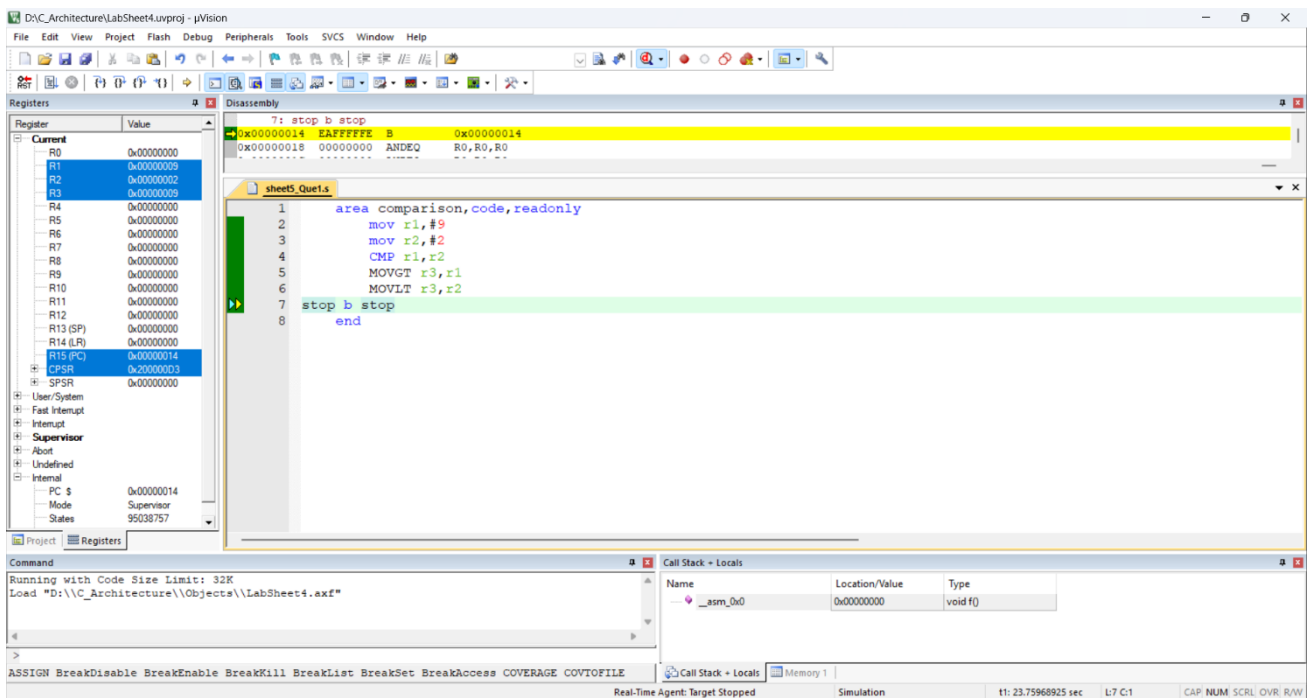 D:\C_Architecture\LabSheet4.uvproj - µVision
File Edit View Project Flash Debug Peripherals Tools SVCS Window Help
Registers
Register Value
Current
R0 0x00000000
R1 0x00000009
R2 0x00000002
R3 0x00000009
R4 0x00000000
R5 0x00000000
R6 0x00000000
R7 0x00000000
R8 0x00000000
R9 0x00000000
R10 0x00000000
R11 0x00000000
R12 0x00000000
R13 (SP) 0x00000000
R14 (LR) 0x00000000
R15 (PC) 0x00000014
CPSR 0x200000D3
SPSR 0x00000000
User/System
Fast Interrupt
Interrupt
Supervisor
Abort
Undefined
Internal
PC $ 0x00000014
Mode Supervisor
States 95038757
Project Registers
Disassembly
7: stop b stop
0x00000014 EAFFFFFE B 0x00000014
0x00000018 00000000 ANDEQ R0,R0,R0
sheet5_Que1.s
1 area comparison,code,readonly
2 mov r1,#9
3 mov r2,#2
4 CMP r1,r2
5 MOVGT r3,r1
6 MOVLT r3,r2
7 stop b stop
8 end
Command
Running with Code Size Limit: 32K
Load "D:\\C_Architecture\\Objects\\LabSheet4.axf"
>
ASSIGN BreakDisable BreakEnable BreakKill BreakList BreakSet BreakAccess COVERAGE COVTOFILE
Call Stack + Locals
Name Location/Value Type
__asm_0x0 0x00000000 void f()
Call Stack + Locals Memory 1
Real-Time Agent: Target Stopped Simulation t1: 23.75968925 sec L:7 C:1 CAP NUM SCRL OVR R/W